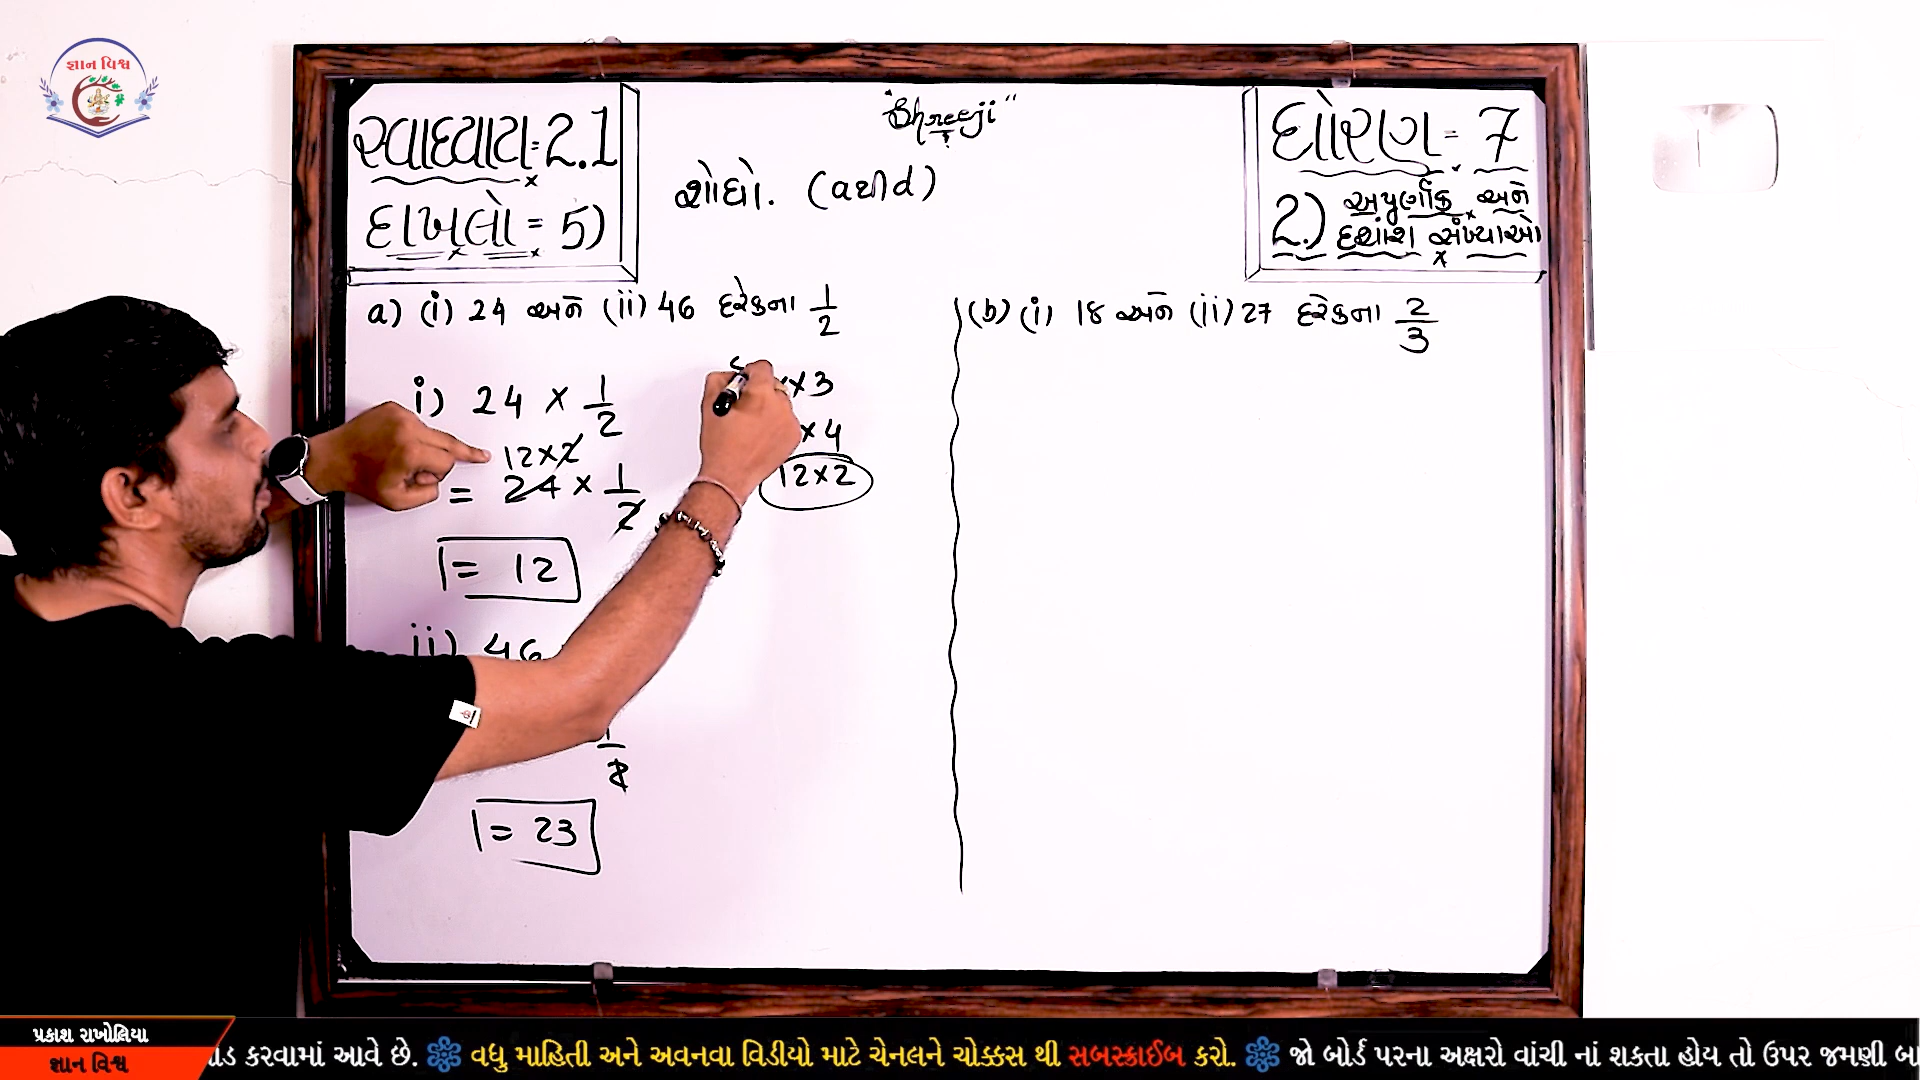 જ્ઞાન વિશ્વ
સ્વાધ્યાય = 2.1
દાખલો = 5)
"Shreeji"
શોધો. (a થી d)
ધોરણ = 7
2.) અપૂર્ણાંક અને
દશાંશ સંખ્યાઓ
a) (i) 24 અને (ii) 46 દરેકના 1/2
i) 24 × 1/2
12×2
= 24 × 1/2
= 12
ii) 46
1/2
= 23
×3
× 4
12×2
(b) (i) 18 અને (ii) 27 દરેકના 2/3
પ્રકાશ રાખોલિયા
જ્ઞાન વિશ્વ
કરવામાં આવે છે. વધુ માહિતી અને અવનવા વિડીયો માટે ચેનલને ચોક્કસ થી સબસ્ક્રાઈબ કરો. જો બોર્ડ પરના અક્ષરો વાંચી નાં શકતા હોય તો ઉપર જમણી